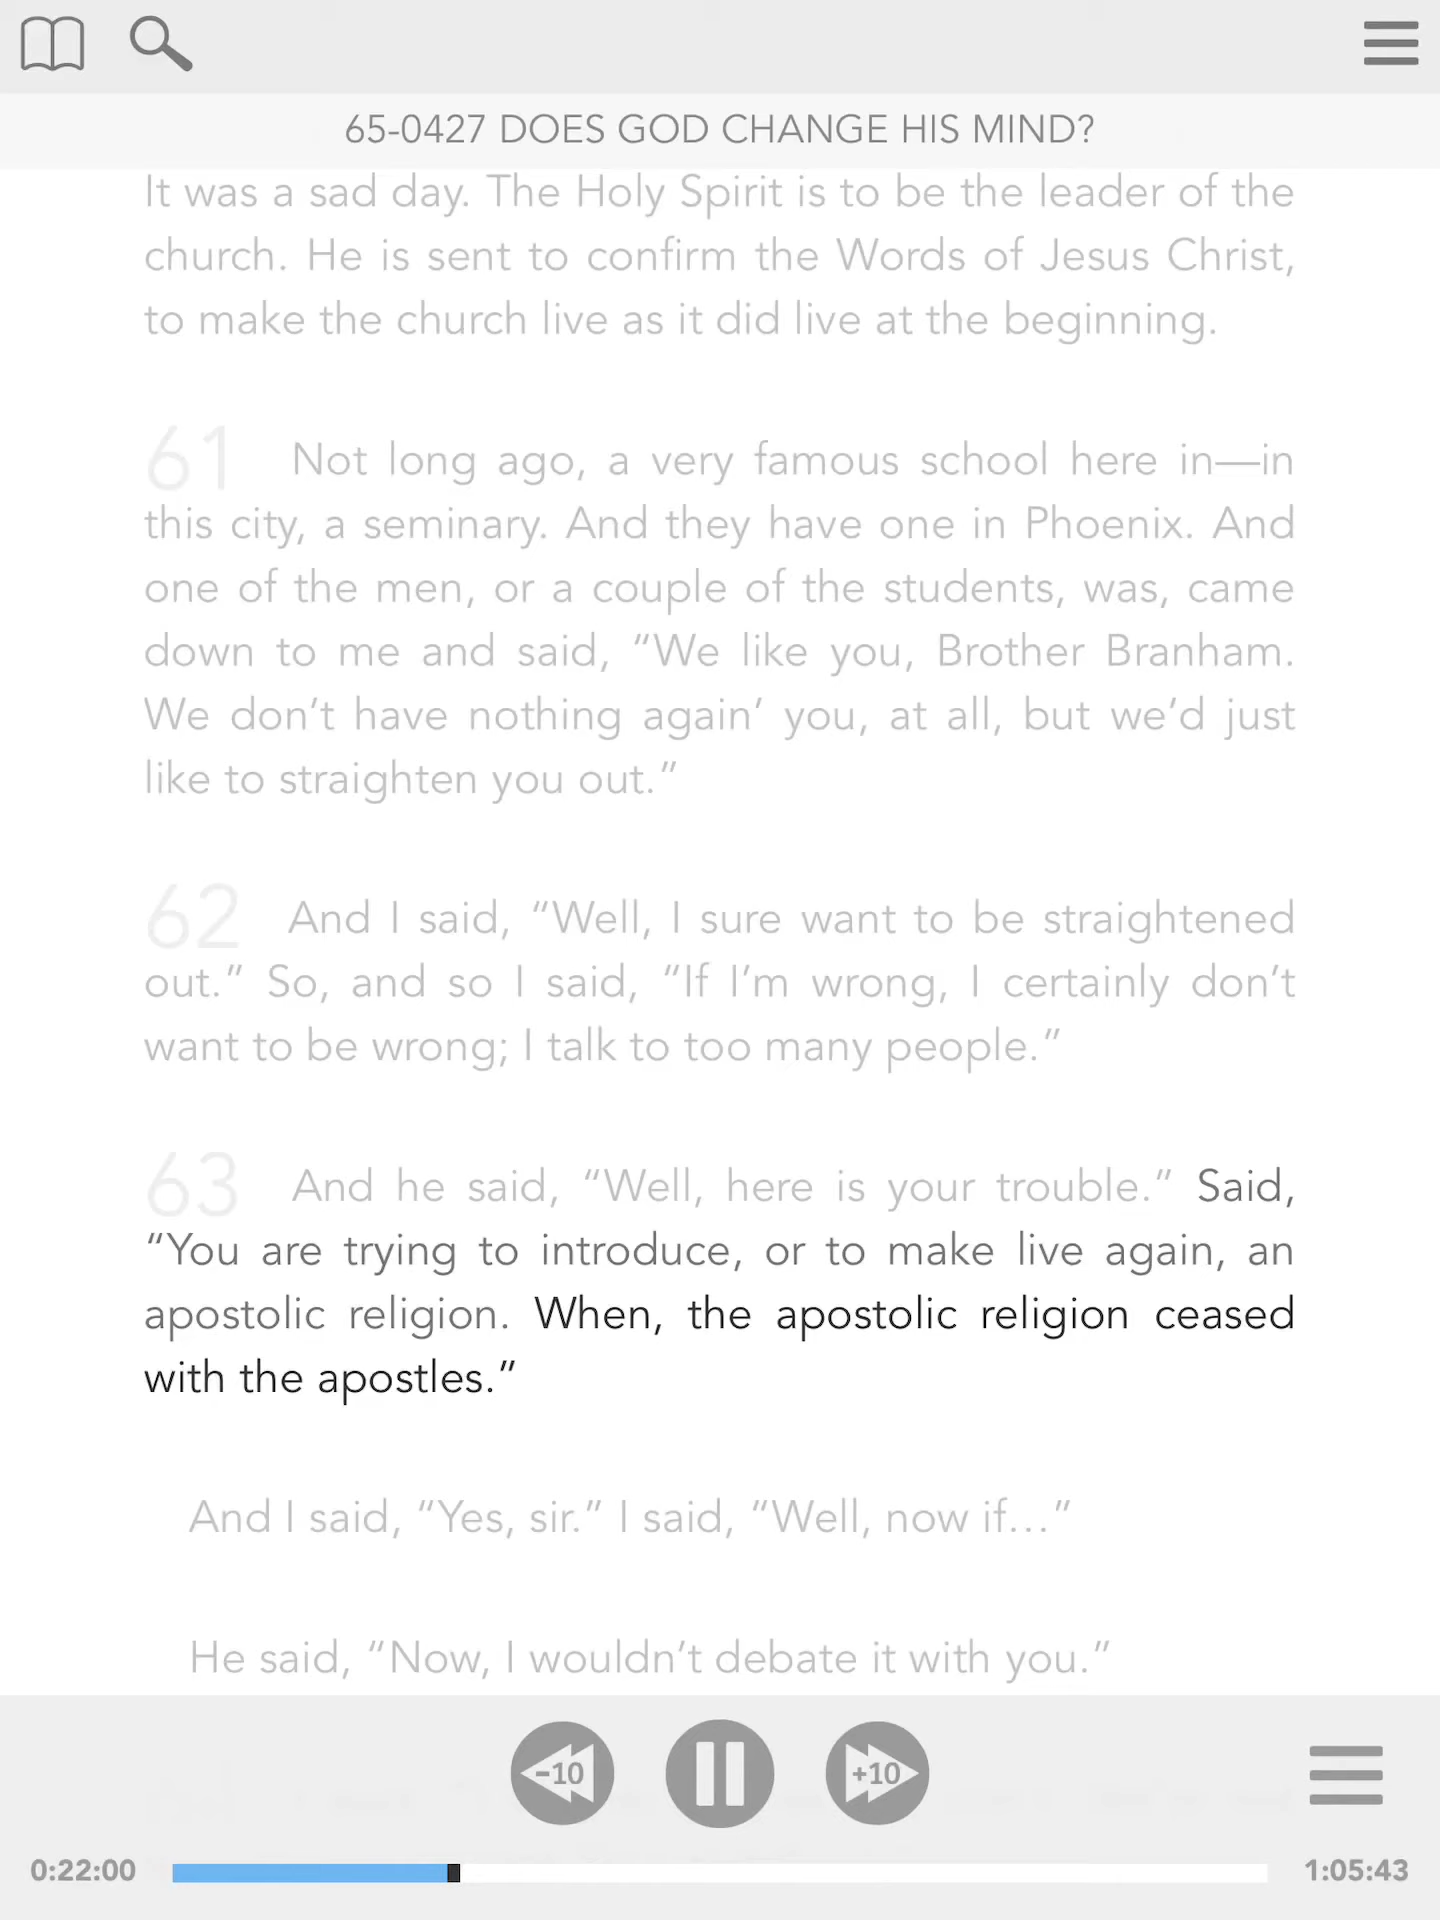 65-0427 DOES GOD CHANGE HIS MIND?
It was a sad day. The Holy Spirit is to be the leader of the
church. He is sent to confirm the Words of Jesus Christ,
to make the church live as it did live at the beginning.
61 Not long ago, a very famous school here in—in
this city, a seminary. And they have one in Phoenix. And
one of the men, or a couple of the students, was, came
down to me and said, “We like you, Brother Branham.
We don’t have nothing again’ you, at all, but we’d just
like to straighten you out.”
62 And I said, “Well, I sure want to be straightened
out.” So, and so I said, “If I’m wrong, I certainly don’t
want to be wrong; I talk to too many people.”
63 And he said, “Well, here is your trouble.” Said,
“You are trying to introduce, or to make live again, an
apostolic religion. When, the apostolic religion ceased
with the apostles.”
And I said, “Yes, sir.” I said, “Well, now if…”
He said, “Now, I wouldn’t debate it with you.”
-10 +10
0:22:00 1:05:43